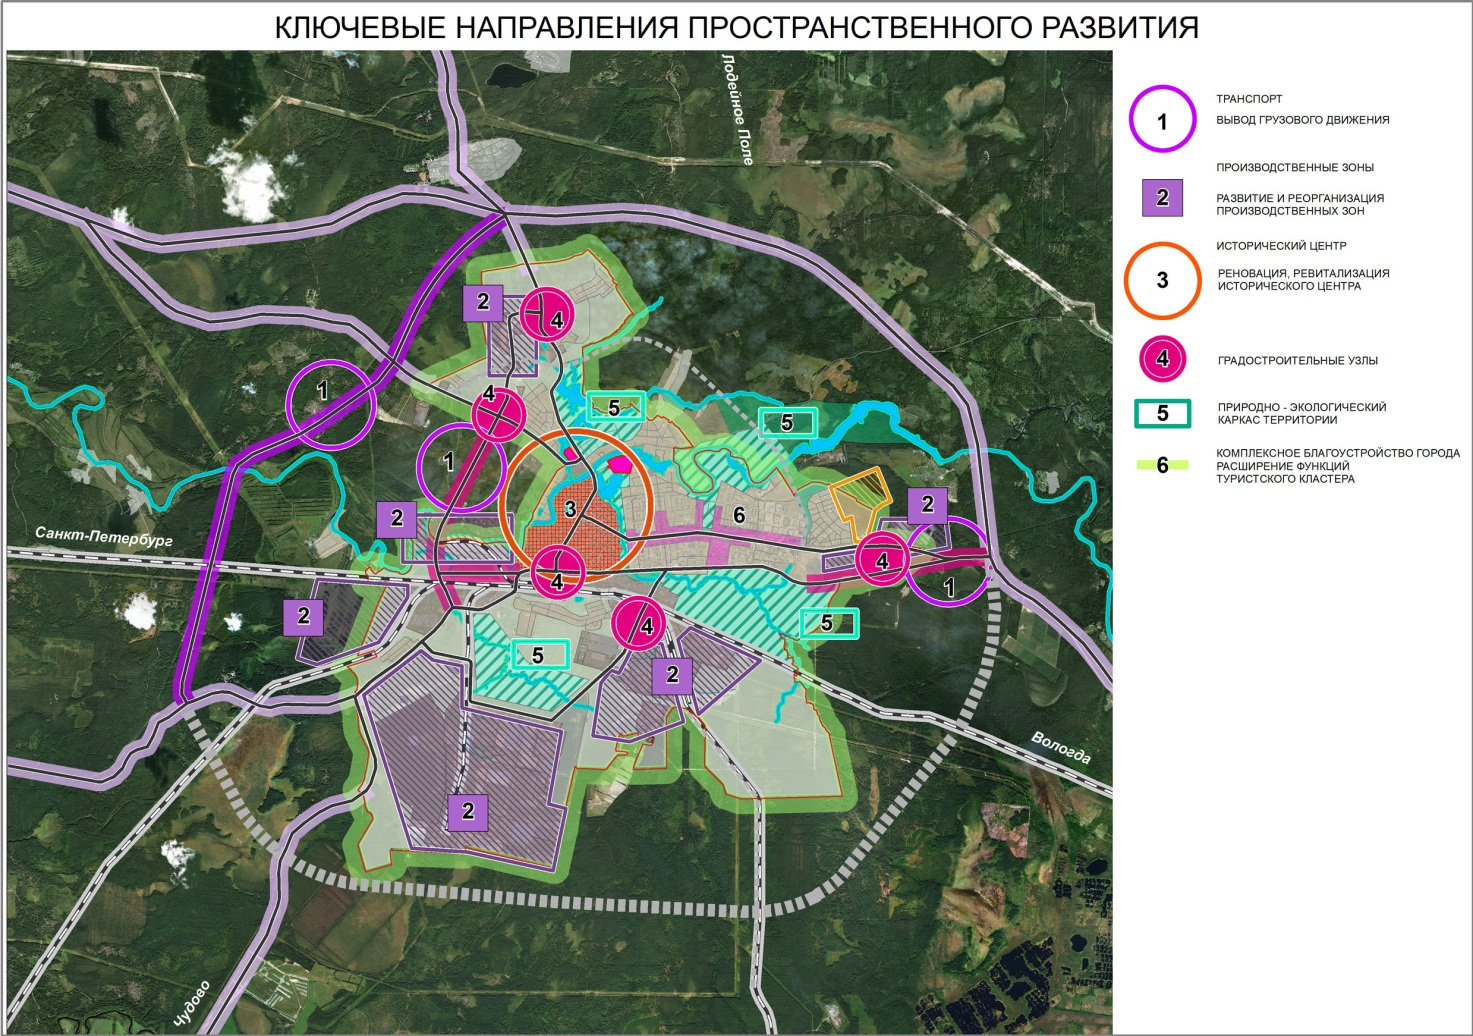 КЛЮЧЕВЫЕ НАПРАВЛЕНИЯ ПРОСТРАНСТВЕННОГО РАЗВИТИЯ
Лодейное Поле
Санкт-Петербург
Вологда
Чудово
2
4
4
1
5
5
1
2
3
6
2
4
4
1
2
4
5
5
2
2
1
ТРАНСПОРТ
ВЫВОД ГРУЗОВОГО ДВИЖЕНИЯ
ПРОИЗВОДСТВЕННЫЕ ЗОНЫ
2
РАЗВИТИЕ И РЕОРГАНИЗАЦИЯ
ПРОИЗВОДСТВЕННЫХ ЗОН
ИСТОРИЧЕСКИЙ ЦЕНТР
3
РЕНОВАЦИЯ, РЕВИТАЛИЗАЦИЯ
ИСТОРИЧЕСКОГО ЦЕНТРА
4
ГРАДОСТРОИТЕЛЬНЫЕ УЗЛЫ
5
ПРИРОДНО - ЭКОЛОГИЧЕСКИЙ
КАРКАС ТЕРРИТОРИИ
6
КОМПЛЕКСНОЕ БЛАГОУСТРОЙСТВО ГОРОДА
РАСШИРЕНИЕ ФУНКЦИЙ
ТУРИСТСКОГО КЛАСТЕРА